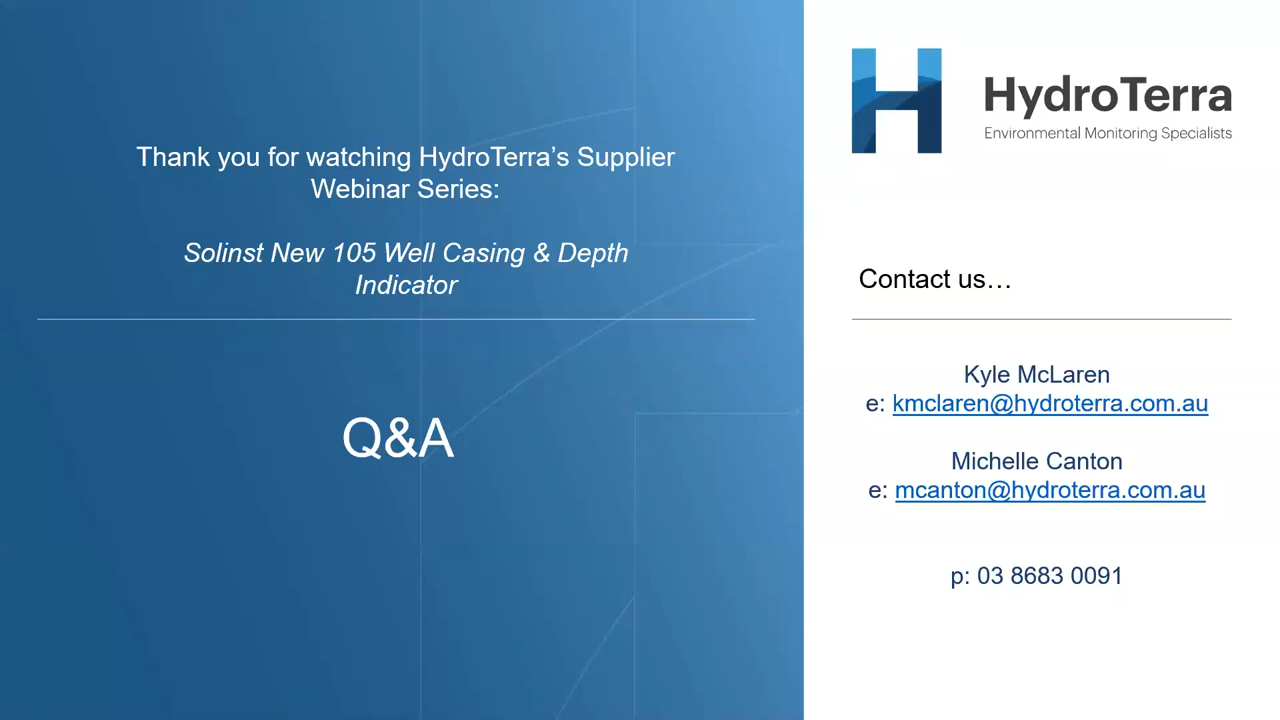 Thank you for watching HydroTerra’s Supplier
Webinar Series:
Solinst New 105 Well Casing & Depth
Indicator
Q&A
HydroTerra
Environmental Monitoring Specialists
Contact us…
Kyle McLaren
e: kmclaren@hydroterra.com.au
Michelle Canton
e: mcanton@hydroterra.com.au
p: 03 8683 0091